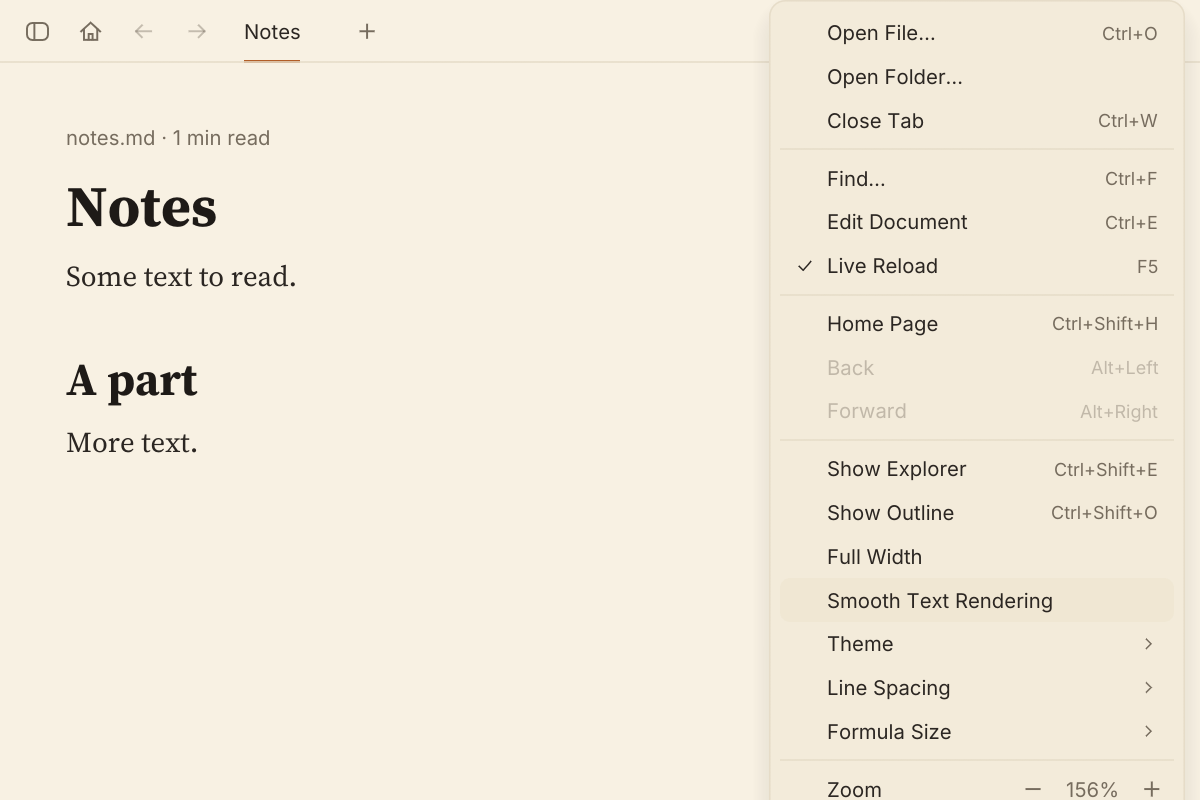 Notes
notes.md · 1 min read
Notes
Some text to read.
A part
More text.
Open File... Ctrl+O
Open Folder...
Close Tab Ctrl+W
Find... Ctrl+F
Edit Document Ctrl+E
Live Reload F5
Home Page Ctrl+Shift+H
Back Alt+Left
Forward Alt+Right
Show Explorer Ctrl+Shift+E
Show Outline Ctrl+Shift+O
Full Width
Smooth Text Rendering
Theme
Line Spacing
Formula Size
Zoom 156%